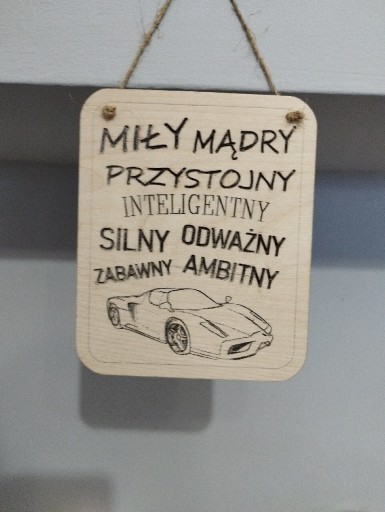 MIŁY MĄDRY
PRZYSTOJNY
INTELIGENTNY
SILNY ODWAŻNY
ZABAWNY AMBITNY